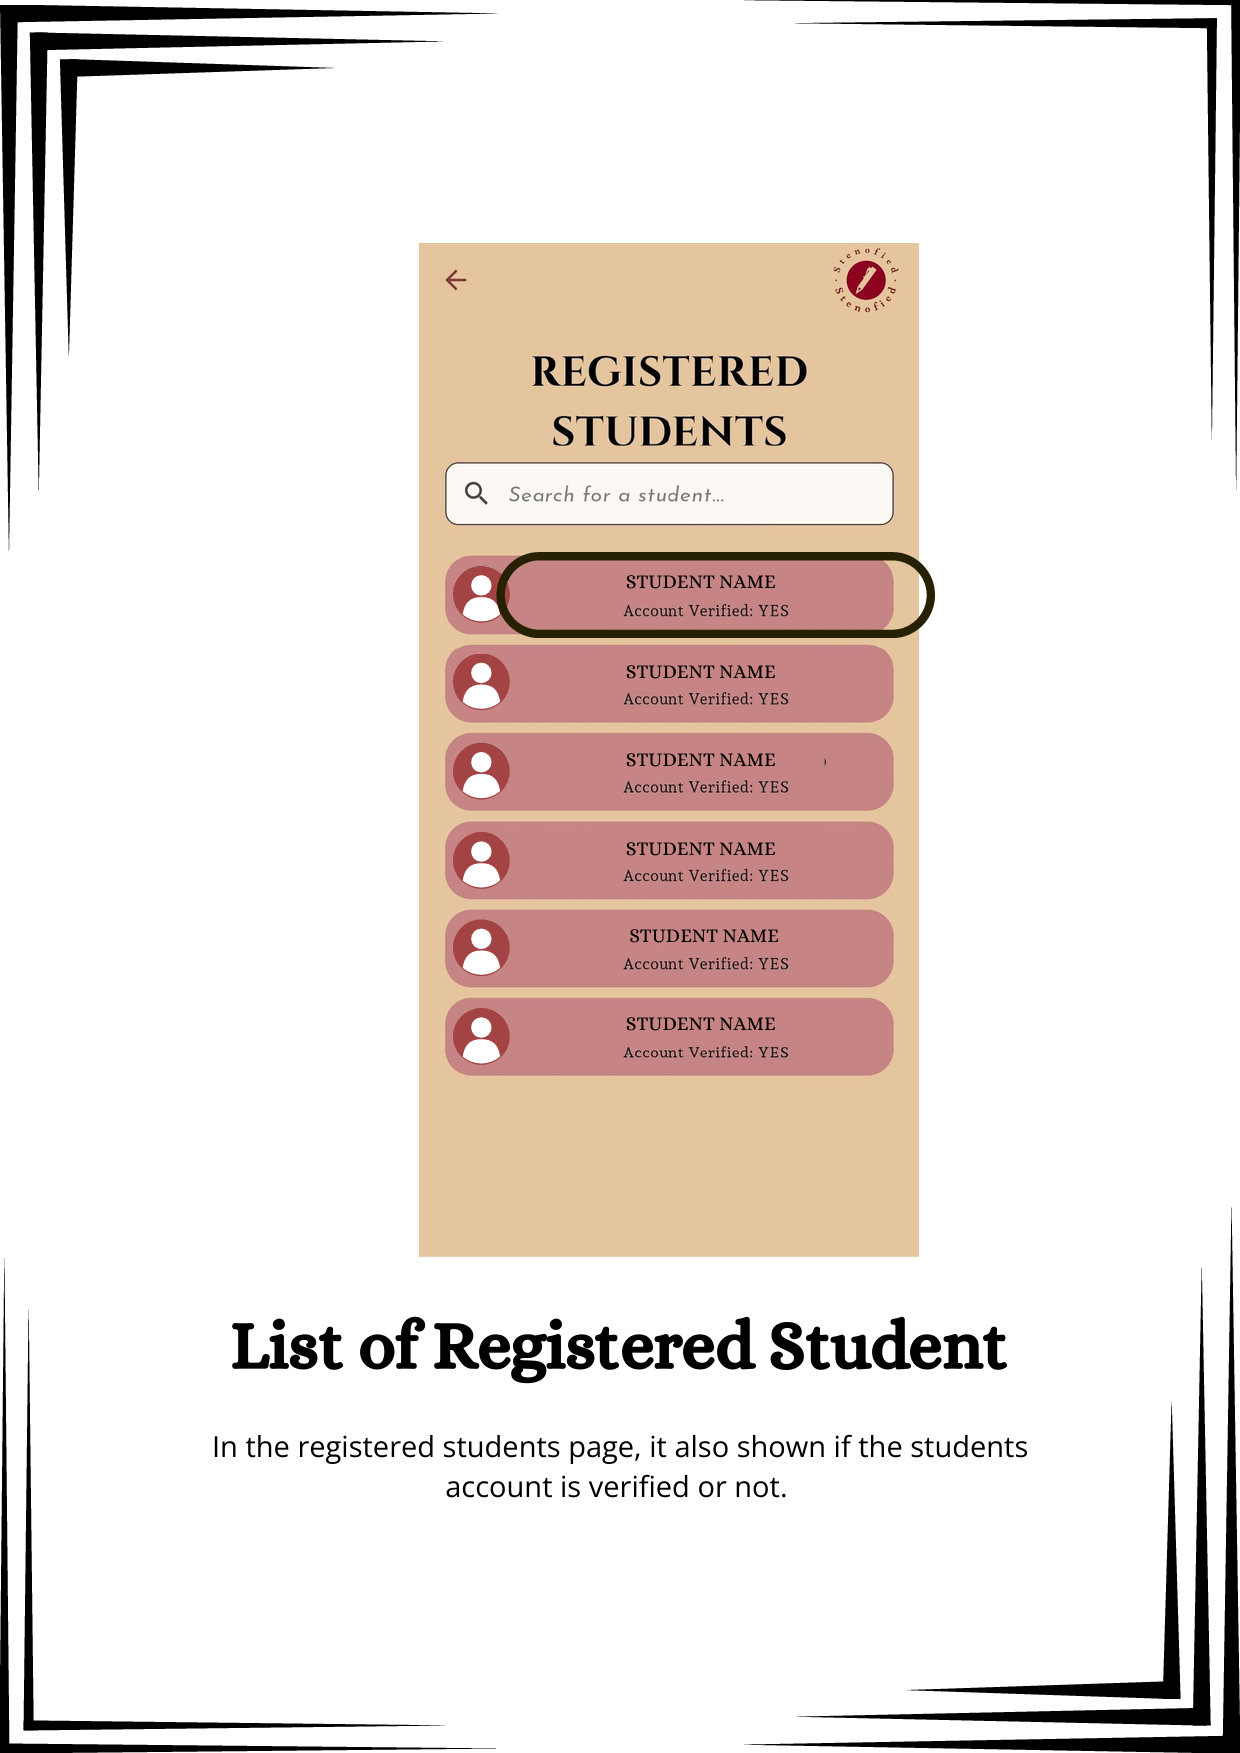 · Stenofied ·
Stenofied
REGISTERED
STUDENTS
Search for a student...
STUDENT NAME
Account Verified: YES
STUDENT NAME
Account Verified: YES
STUDENT NAME
Account Verified: YES
STUDENT NAME
Account Verified: YES
STUDENT NAME
Account Verified: YES
STUDENT NAME
Account Verified: YES
List of Registered Student
In the registered students page, it also shown if the students
account is verified or not.